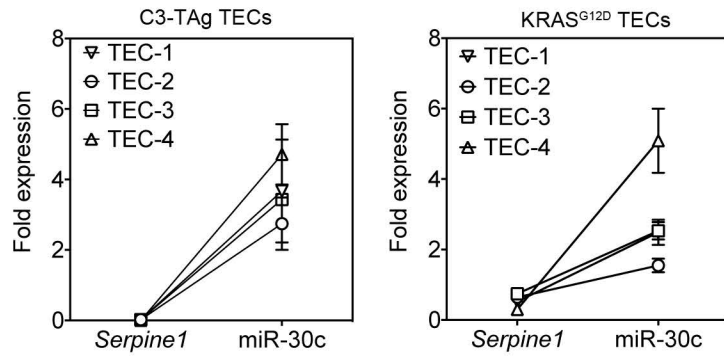 C3-TAg TECs
Fold expression
8
6
4
2
0
TEC-1
TEC-2
TEC-3
TEC-4
Serpine1 miR-30c
KRASG12D TECs
Fold expression
8
6
4
2
0
TEC-1
TEC-2
TEC-3
TEC-4
Serpine1 miR-30c